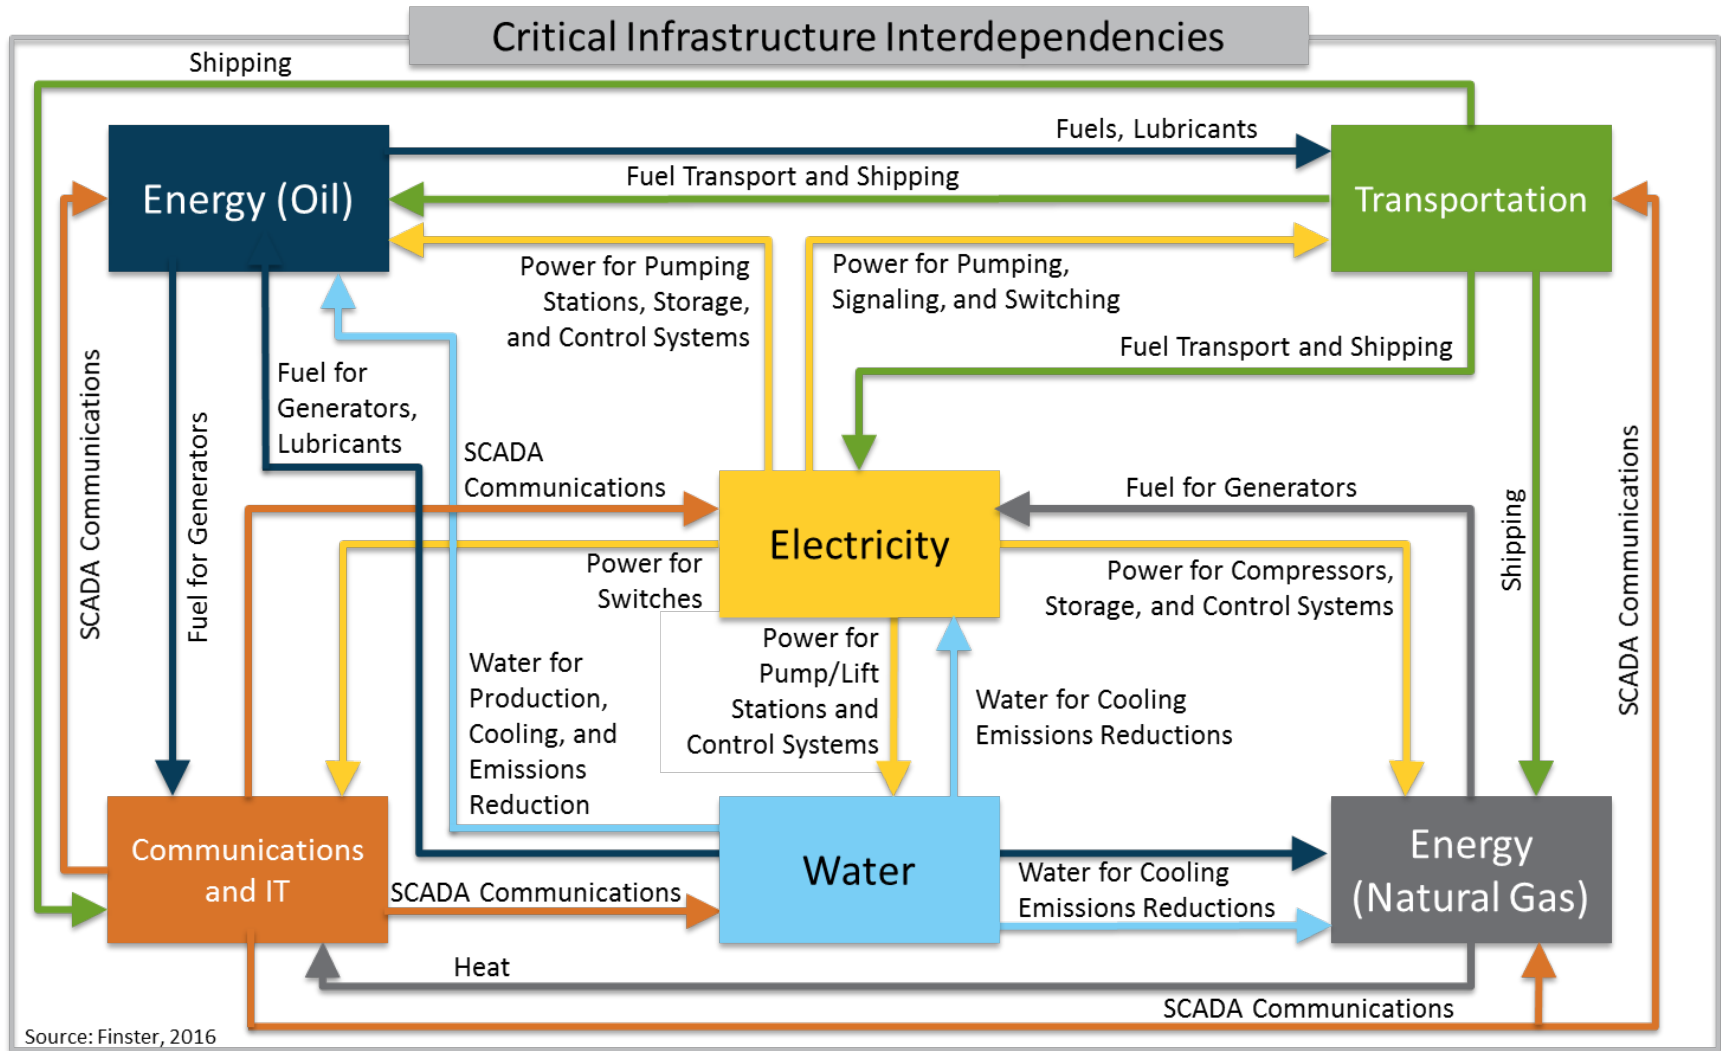 Critical Infrastructure Interdependencies
Shipping
Fuels, Lubricants
Energy (Oil)
Fuel Transport and Shipping
Transportation
Power for Pumping
Stations, Storage,
and Control Systems
Power for Pumping,
Signaling, and Switching
Fuel Transport and Shipping
SCADA Communications
Fuel for Generators
Fuel for
Generators,
Lubricants
SCADA
Communications
Fuel for Generators
Electricity
Shipping
SCADA Communications
Power for
Switches
Power for Compressors,
Storage, and Control Systems
Water for
Production,
Cooling, and
Emissions
Reduction
Power for
Pump/Lift
Stations and
Control Systems
Water for Cooling
Emissions Reductions
Communications
and IT
SCADA Communications
Water
Water for Cooling
Emissions Reductions
Energy
(Natural Gas)
Heat
SCADA Communications
Source: Finster, 2016